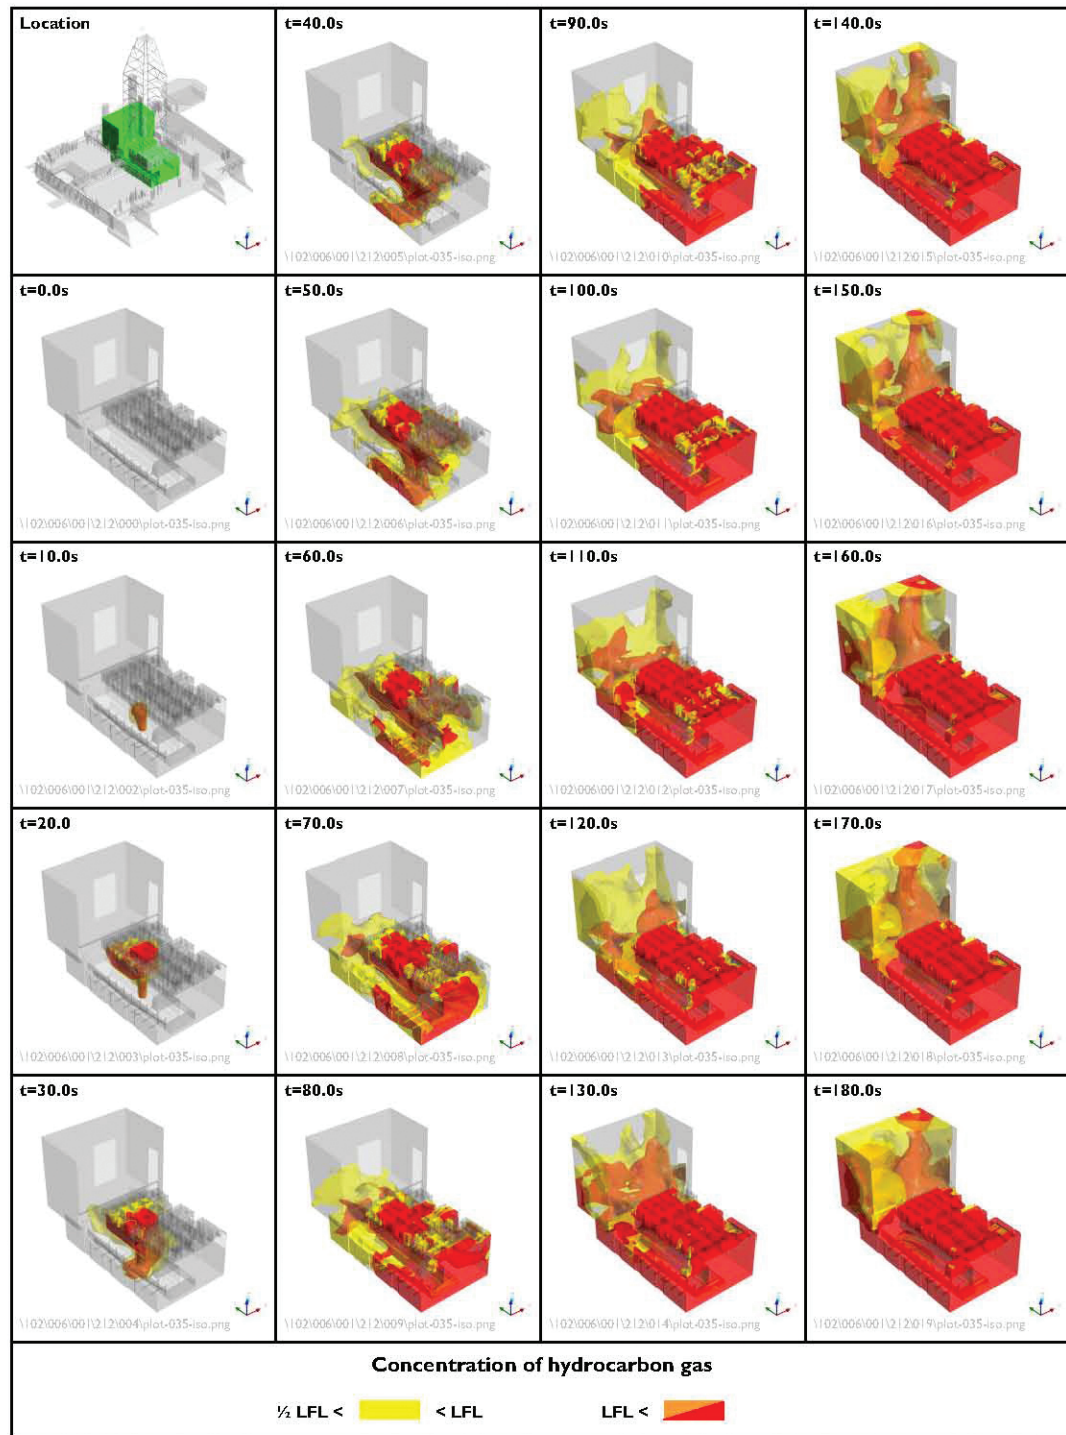 Location
t=40.0s
t=90.0s
t=140.0s
\102\006\001\212\005\plot-035-iso.png
\102\006\001\212\010\plot-035-iso.png
\102\006\001\212\015\plot-035-iso.png
t=0.0s
t=50.0s
t=100.0s
t=150.0s
\102\006\001\212\000\plot-035-iso.png
\102\006\001\212\006\plot-035-iso.png
\102\006\001\212\011\plot-035-iso.png
\102\006\001\212\016\plot-035-iso.png
t=10.0s
t=60.0s
t=110.0s
t=160.0s
\102\006\001\212\002\plot-035-iso.png
\102\006\001\212\007\plot-035-iso.png
\102\006\001\212\012\plot-035-iso.png
\102\006\001\212\017\plot-035-iso.png
t=20.0
t=70.0s
t=120.0s
t=170.0s
\102\006\001\212\003\plot-035-iso.png
\102\006\001\212\008\plot-035-iso.png
\102\006\001\212\013\plot-035-iso.png
\102\006\001\212\018\plot-035-iso.png
t=30.0s
t=80.0s
t=130.0s
t=180.0s
\102\006\001\212\004\plot-035-iso.png
\102\006\001\212\009\plot-035-iso.png
\102\006\001\212\014\plot-035-iso.png
\102\006\001\212\019\plot-035-iso.png
Concentration of hydrocarbon gas
½ LFL < < LFL LFL <